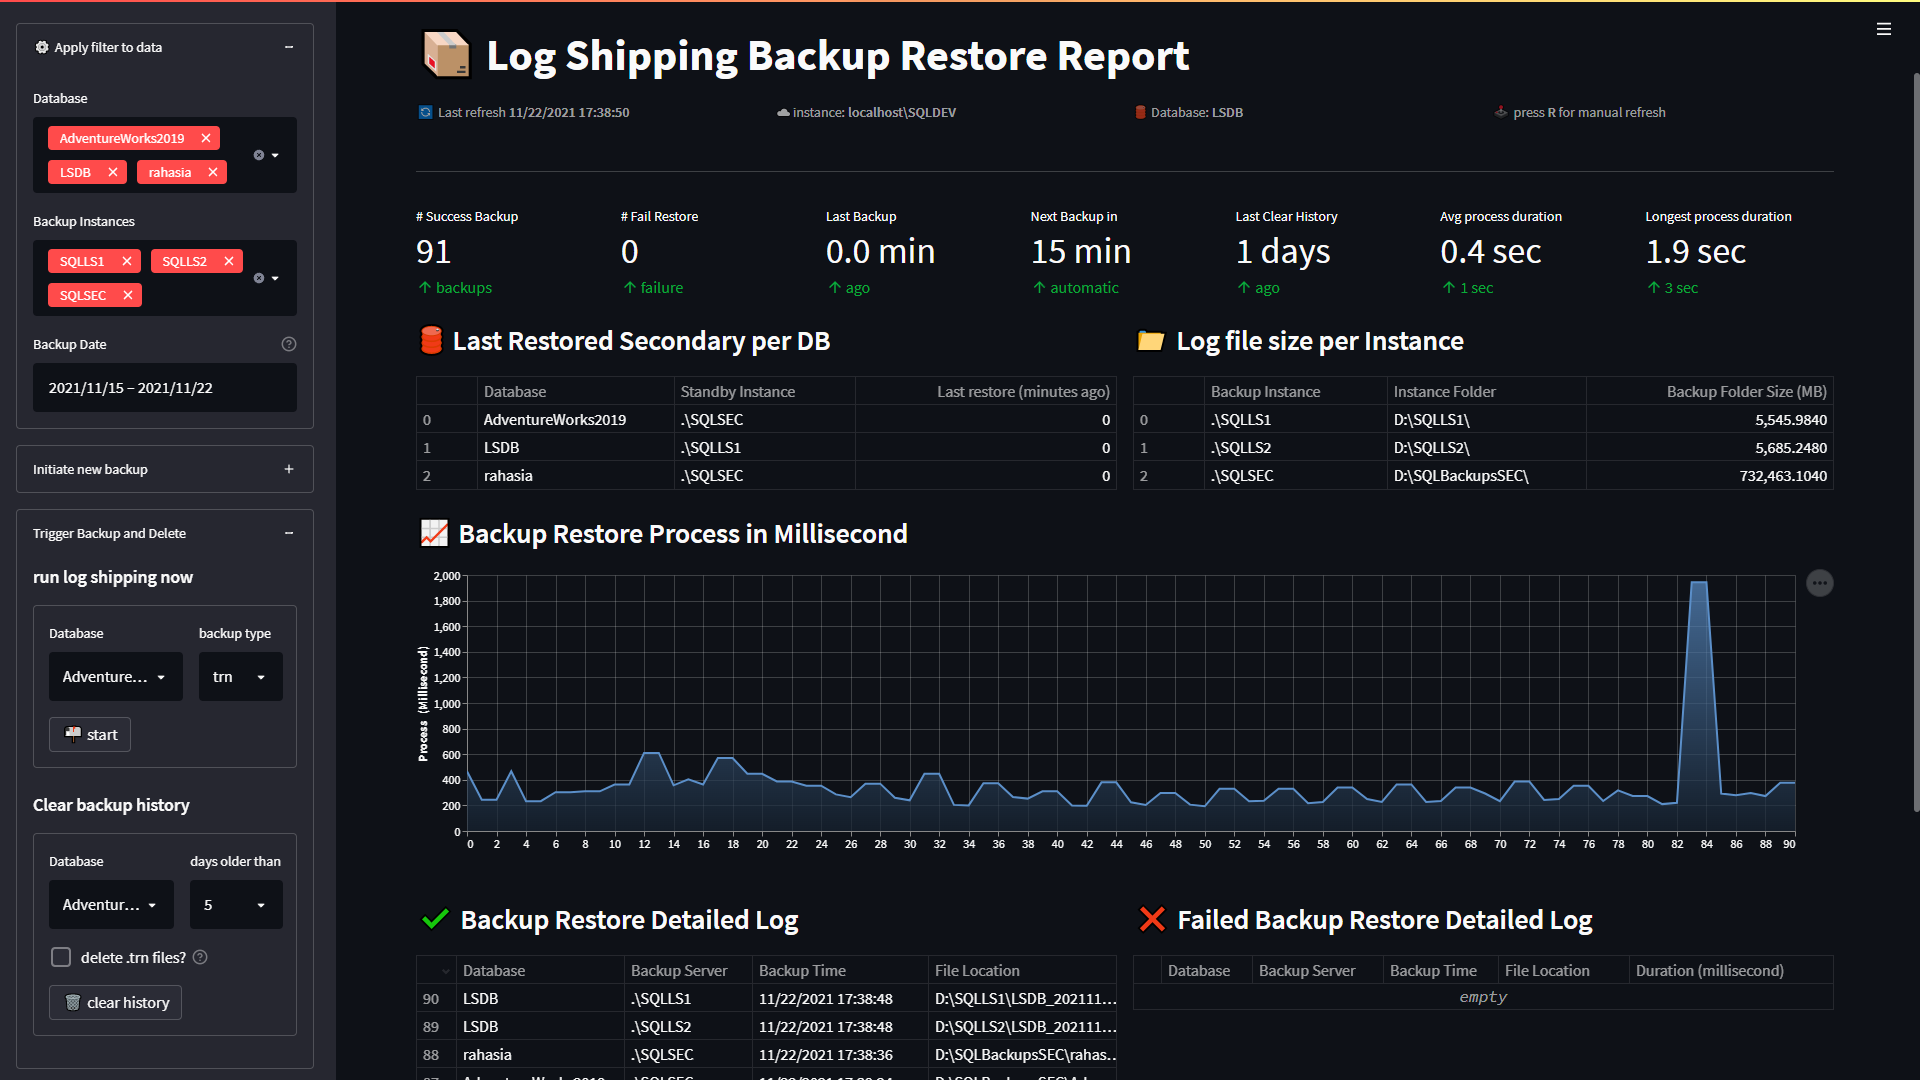 Apply filter to data
Database
AdventureWorks2019
LSDB
rahasia
Backup Instances
SQLLS1
SQLLS2
SQLSEC
Backup Date
2021/11/15 – 2021/11/22
Initiate new backup
Trigger Backup and Delete
run log shipping now
Database backup type
Adventure... trn
start
Clear backup history
Database days older than
Adventur... 5
delete .trn files?
clear history
Log Shipping Backup Restore Report
Last refresh 11/22/2021 17:38:50
instance: localhost\SQLDEV
Database: LSDB
press R for manual refresh
# Success Backup
91
backups
# Fail Restore
0
failure
Last Backup
0.0 min
ago
Next Backup in
15 min
automatic
Last Clear History
1 days
ago
Avg process duration
0.4 sec
1 sec
Longest process duration
1.9 sec
3 sec
Last Restored Secondary per DB
Database Standby Instance Last restore (minutes ago)
0 AdventureWorks2019 .\SQLSEC 0
1 LSDB .\SQLLS1 0
2 rahasia .\SQLSEC 0
Log file size per Instance
Backup Instance Instance Folder Backup Folder Size (MB)
0 .\SQLLS1 D:\SQLLS1\ 5,545.9840
1 .\SQLLS2 D:\SQLLS2\ 5,685.2480
2 .\SQLSEC D:\SQLBackupsSEC\ 732,463.1040
Backup Restore Process in Millisecond
Process (Millisecond)
2,000
1,800
1,600
1,400
1,200
1,000
800
600
400
200
0
0 2 4 6 8 10 12 14 16 18 20 22 24 26 28 30 32 34 36 38 40 42 44 46 48 50 52 54 56 58 60 62 64 66 68 70 72 74 76 78 80 82 84 86 88 90
Backup Restore Detailed Log
Database Backup Server Backup Time File Location
90 LSDB .\SQLLS1 11/22/2021 17:38:48 D:\SQLLS1\LSDB_202111...
89 LSDB .\SQLLS2 11/22/2021 17:38:48 D:\SQLLS2\LSDB_202111...
88 rahasia .\SQLSEC 11/22/2021 17:38:36 D:\SQLBackupsSEC\rahas...
Failed Backup Restore Detailed Log
Database Backup Server Backup Time File Location Duration (millisecond)
empty